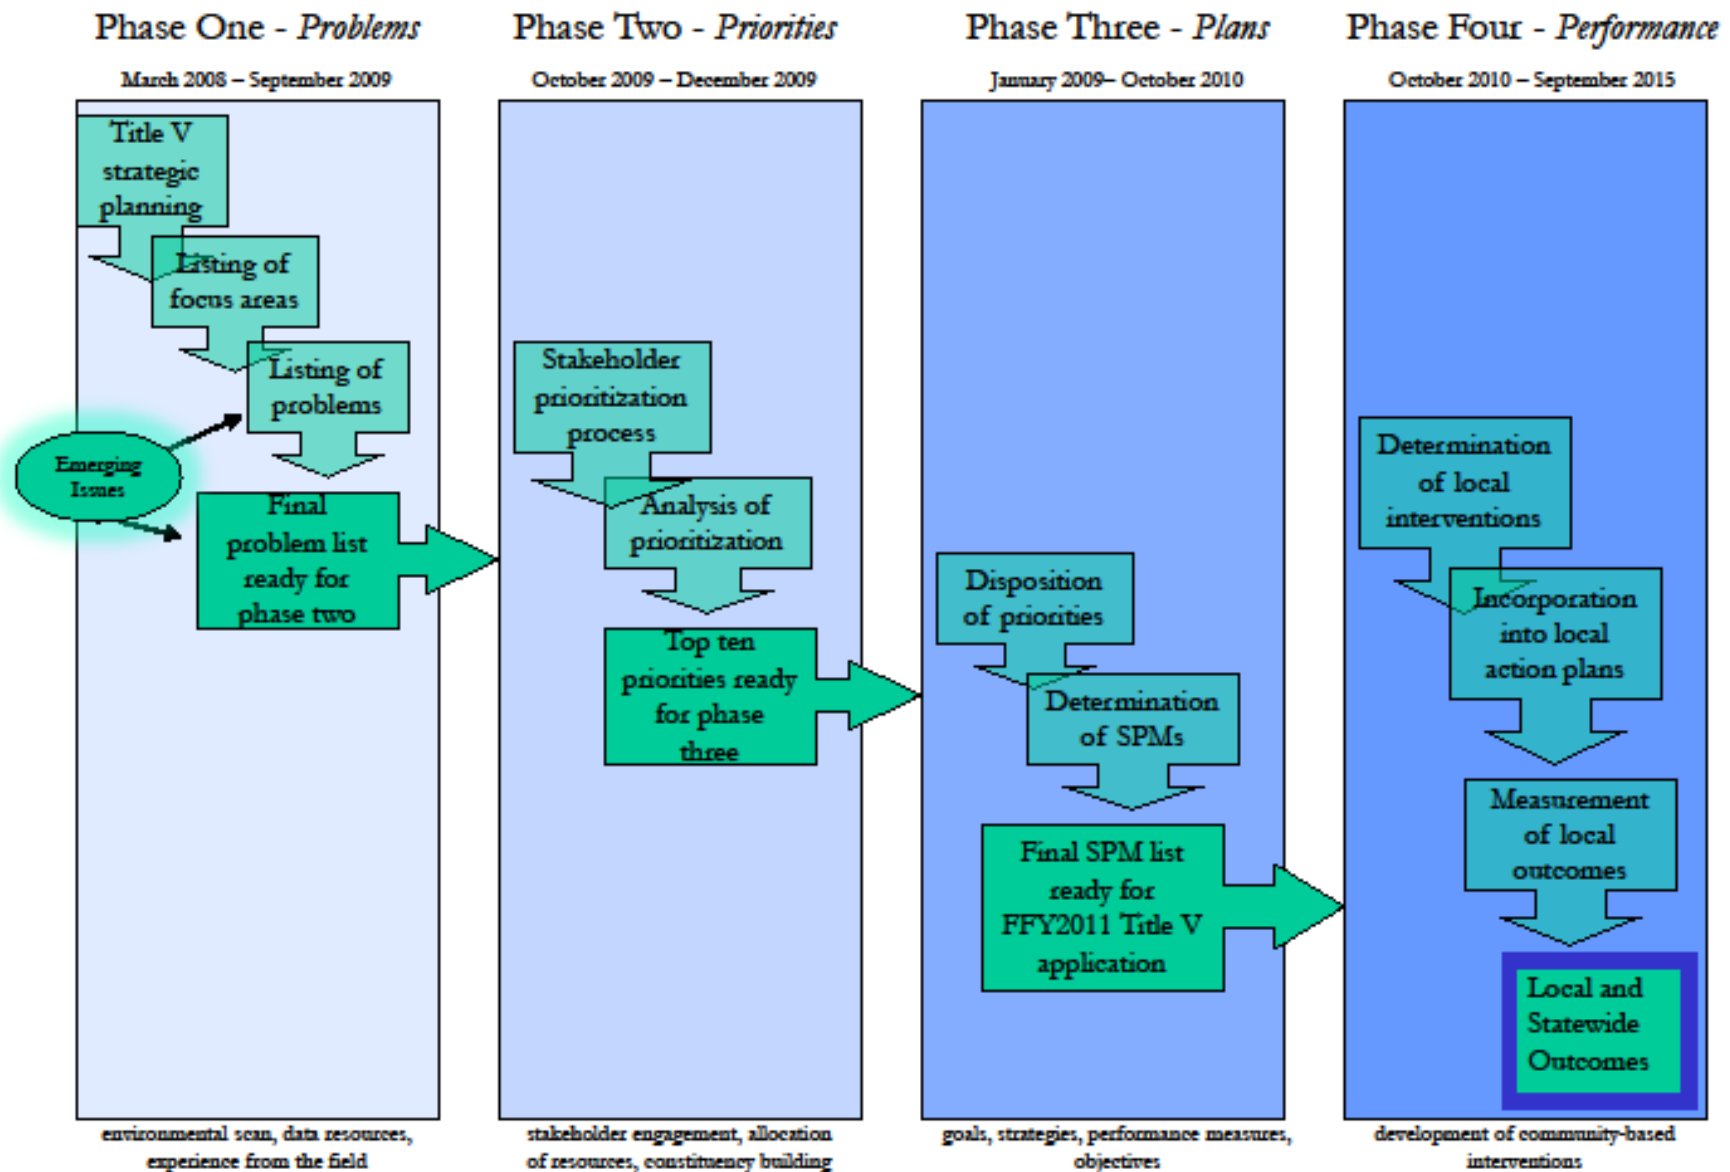 Phase One - Problems
March 2008 – September 2009
Title V
strategic
planning
Listing of
focus areas
Listing of
problems
Emerging
Issues
Final
problem list
ready for
phase two
environmental scan, data resources,
experience from the field
Phase Two - Priorities
October 2009 – December 2009
Stakeholder
prioritization
process
Analysis of
prioritization
Top ten
priorities ready
for phase
three
stakeholder engagement, allocation
of resources, constituency building
Phase Three - Plans
January 2009– October 2010
Disposition
of priorities
Determination
of SPMs
Final SPM list
ready for
FFY2011 Title V
application
goals, strategies, performance measures,
objectives
Phase Four - Performance
October 2010 – September 2015
Determination
of local
interventions
Incorporation
into local
action plans
Measurement
of local
outcomes
Local and
Statewide
Outcomes
development of community-based
interventions